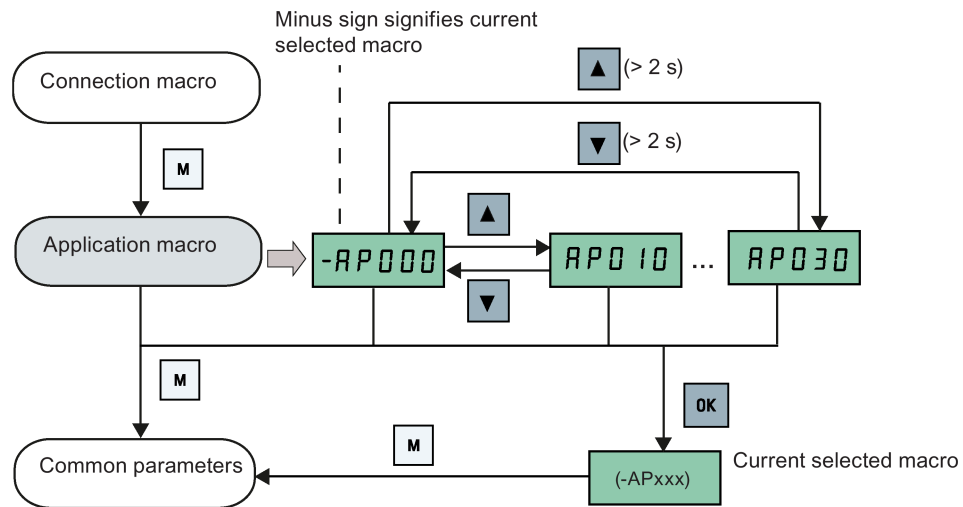 Minus sign signifies current
selected macro
Connection macro
▲ (> 2 s)
▼ (> 2 s)
M
▲
Application macro
-AP000
AP010
...
AP030
▼
M
OK
M
Common parameters
(-APxxx)
Current selected macro